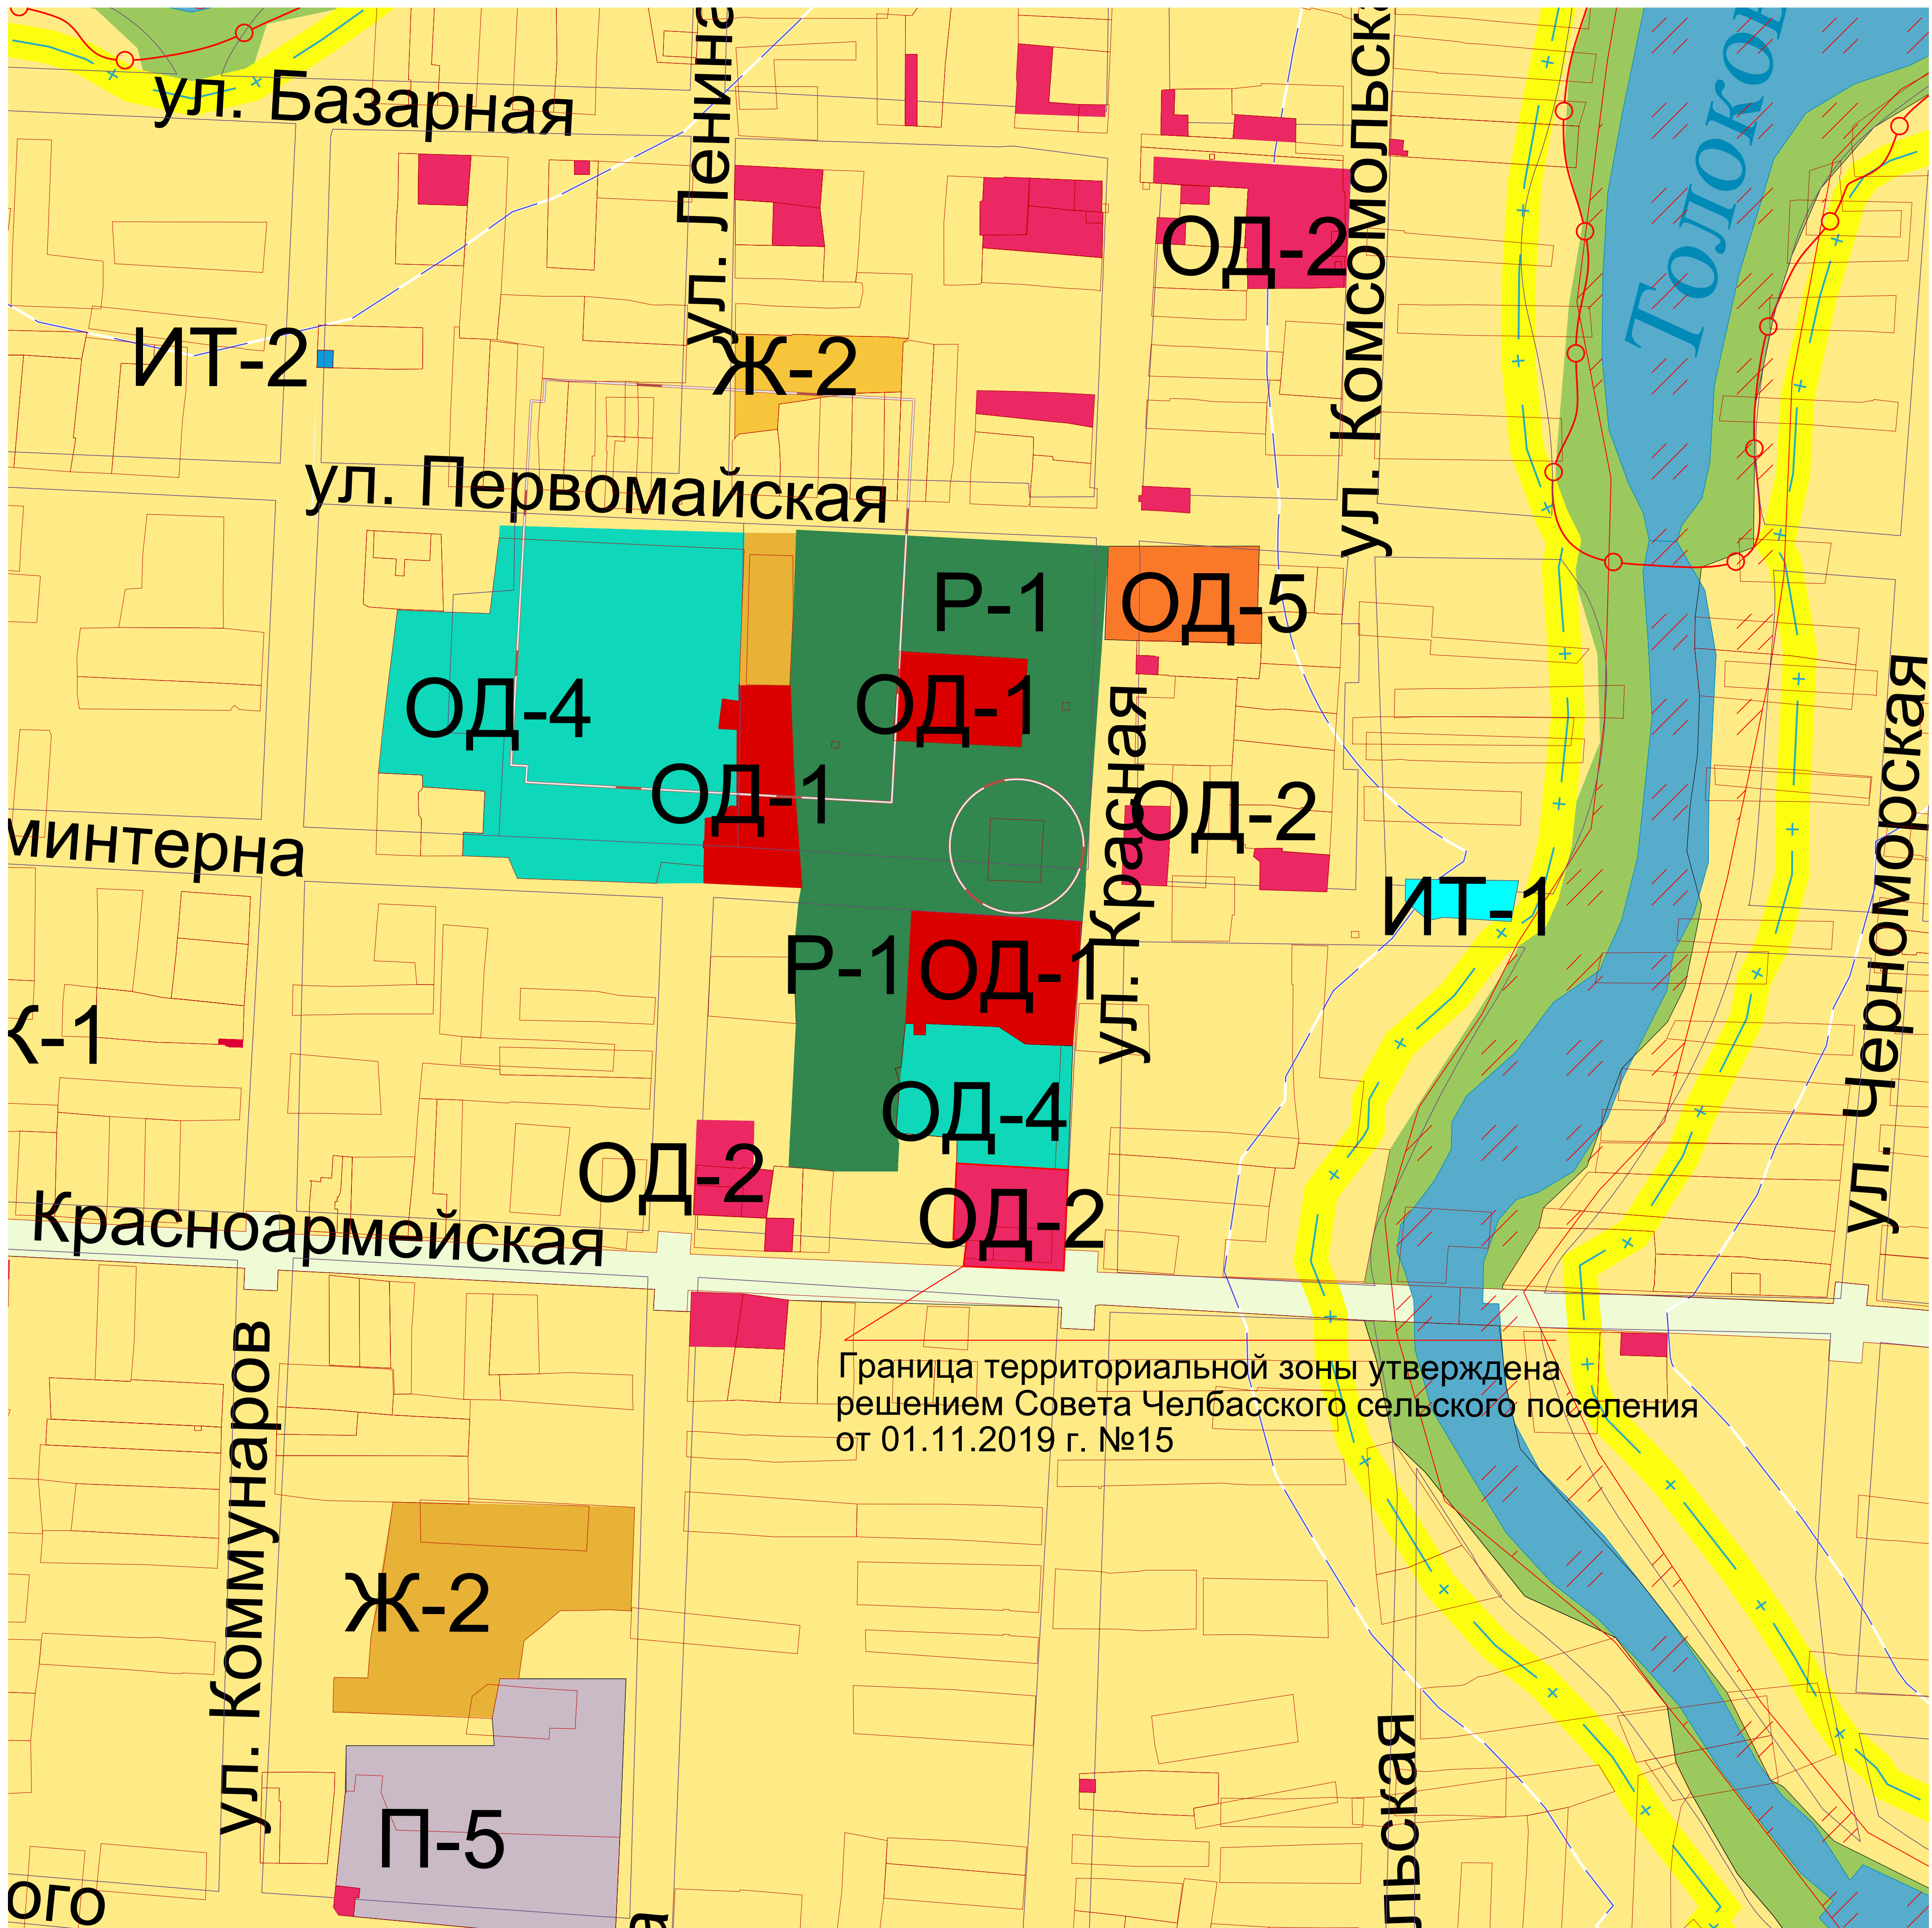 ул. Базарная
ул. Ленина
ул. Комсомольска
Толоков
ОД-2
ИТ-2
Ж-2
ул. Первомайская
Р-1
ОД-5
ОД-4
ОД-1
ОД-1
ул. Красная
ОД-2
ул. Черноморская
минтерна
ИТ-1
Р-1
ОД-1
К-1
ОД-4
ОД-2
ОД-2
Красноармейская
Граница территориальной зоны утверждена
решением Совета Челбасского сельского поселения
от 01.11.2019 г. №15
ул. Коммунаров
Ж-2
П-5
льская
ого
а